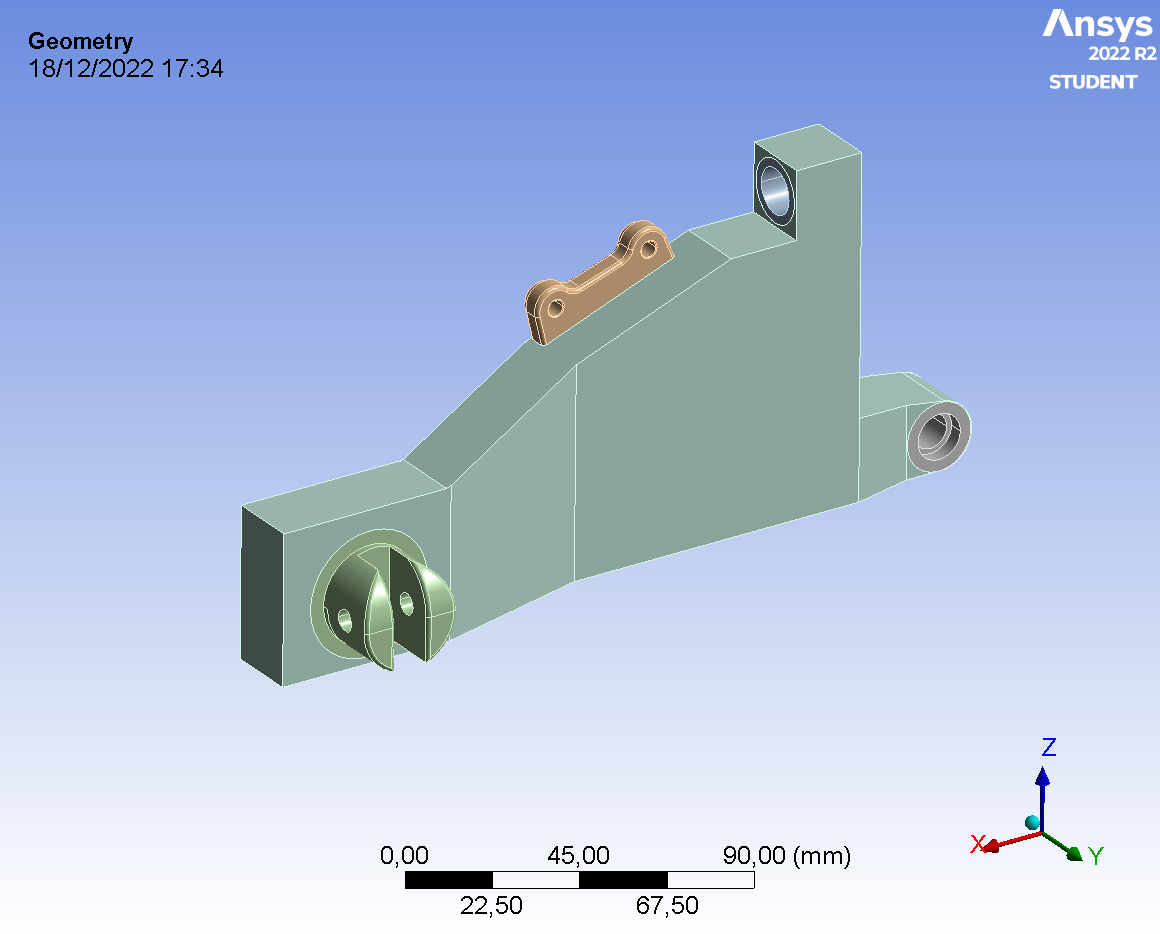 Geometry
18/12/2022 17:34
Ansys
2022 R2
STUDENT
Z
X
Y
0,00 45,00 90,00 (mm)
22,50 67,50